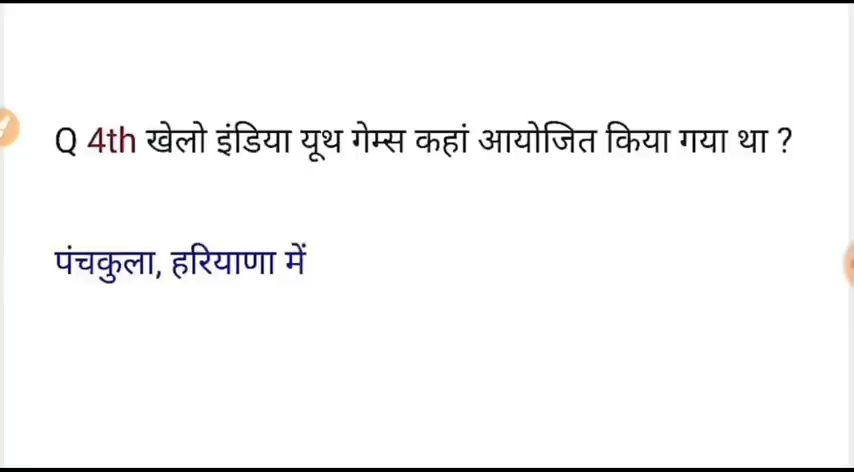 Q 4th खेलो इंडिया यूथ गेम्स कहां आयोजित किया गया था ?
पंचकुला, हरियाणा में